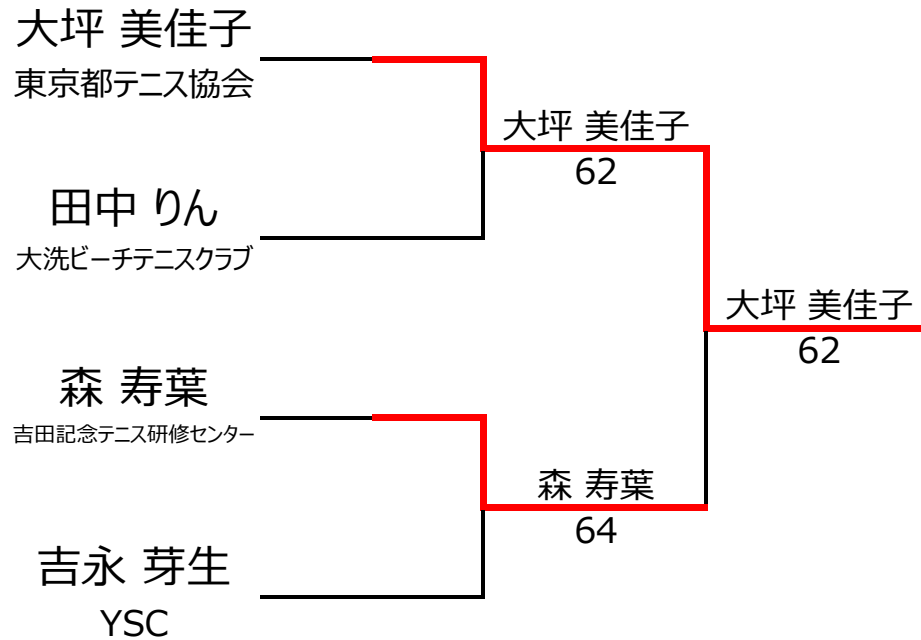 大坪 美佳子
東京都テニス協会
大坪 美佳子
62
田中 りん
大洗ビーチテニスクラブ
大坪 美佳子
62
森 寿葉
吉田記念テニス研修センター
森 寿葉
64
吉永 芽生
YSC